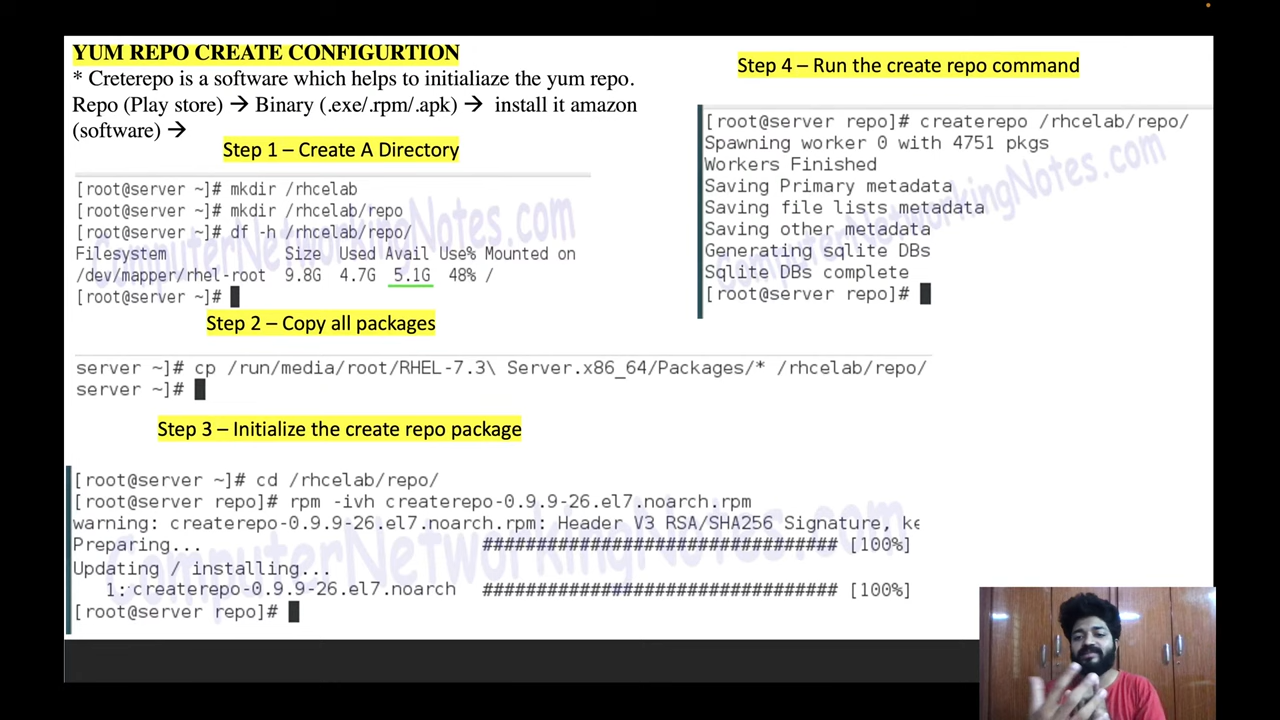 YUM REPO CREATE CONFIGURTION
* Creterepo is a software which helps to initialiaze the yum repo.
Repo (Play store) → Binary (.exe/.rpm/.apk) → install it amazon
(software) →
Step 1 – Create A Directory
[root@server ~]# mkdir /rhcelab
[root@server ~]# mkdir /rhcelab/repo
[root@server ~]# df -h /rhcelab/repo/
Filesystem Size Used Avail Use% Mounted on
/dev/mapper/rhel-root 9.8G 4.7G 5.1G 48% /
[root@server ~]#
ComputerNetworkingNotes.com
Step 2 – Copy all packages
server ~]# cp /run/media/root/RHEL-7.3\ Server.x86_64/Packages/* /rhcelab/repo/
server ~]#
Step 3 – Initialize the create repo package
[root@server ~]# cd /rhcelab/repo/
[root@server repo]# rpm -ivh createrepo-0.9.9-26.el7.noarch.rpm
warning: createrepo-0.9.9-26.el7.noarch.rpm: Header V3 RSA/SHA256 Signature, ke
Preparing... ################################# [100%]
Updating / installing...
1:createrepo-0.9.9-26.el7.noarch ################################# [100%]
[root@server repo]#
ComputerNetworkingNotes.com
Step 4 – Run the create repo command
[root@server repo]# createrepo /rhcelab/repo/
Spawning worker 0 with 4751 pkgs
Workers Finished
Saving Primary metadata
Saving file lists metadata
Saving other metadata
Generating sqlite DBs
Sqlite DBs complete
[root@server repo]#
ComputerNetworkingNotes.com